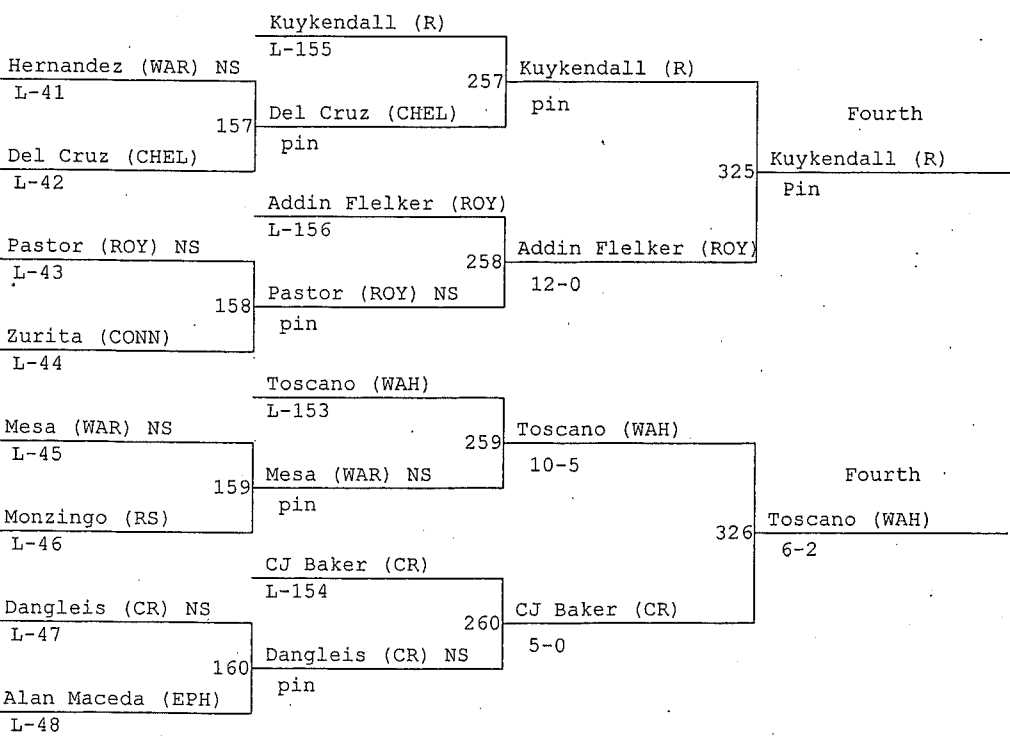 Kuykendall (R)
L-155
Hernandez (WAR) NS
257
Kuykendall (R)
L-41
pin
157
Del Cruz (CHEL)
Fourth
pin
Del Cruz (CHEL)
325
Kuykendall (R)
L-42
Pin
Addin Flelker (ROY)
L-156
Pastor (ROY) NS
258
Addin Flelker (ROY)
L-43
12-0
158
Pastor (ROY) NS
pin
Zurita (CONN)
L-44
Toscano (WAH)
L-153
Mesa (WAR) NS
259
Toscano (WAH)
L-45
10-5
159
Mesa (WAR) NS
Fourth
pin
Monzingo (RS)
326
Toscano (WAH)
L-46
6-2
CJ Baker (CR)
L-154
Dangleis (CR) NS
260
CJ Baker (CR)
L-47
5-0
160
Dangleis (CR) NS
pin
Alan Maceda (EPH)
L-48